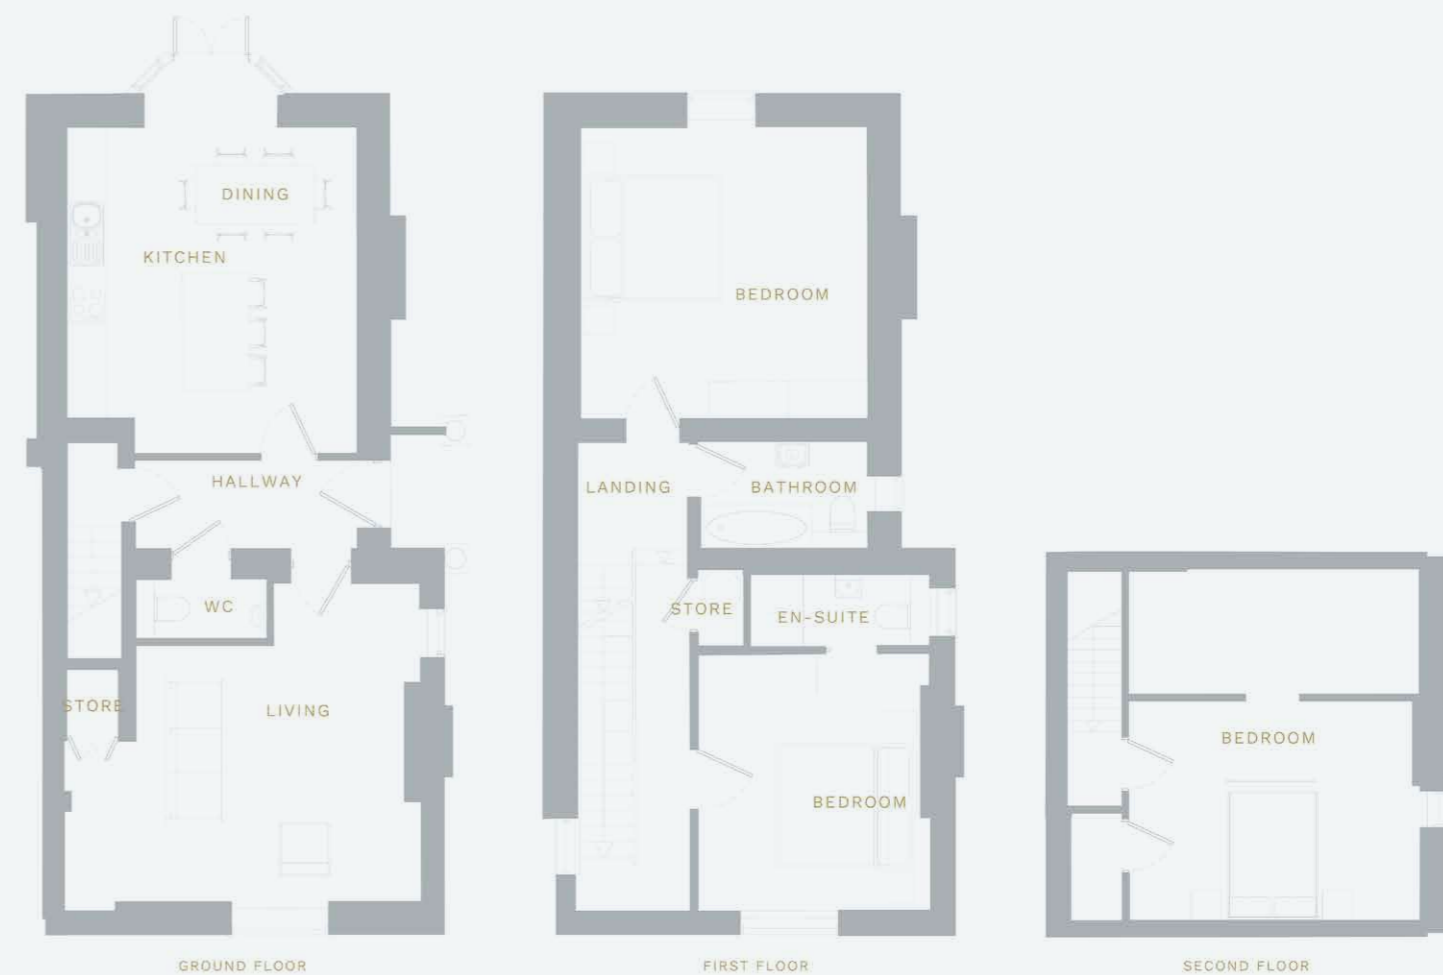 DINING
KITCHEN
HALLWAY
WC
STORE
LIVING
GROUND FLOOR
BEDROOM
LANDING
BATHROOM
STORE
EN-SUITE
BEDROOM
FIRST FLOOR
BEDROOM
SECOND FLOOR